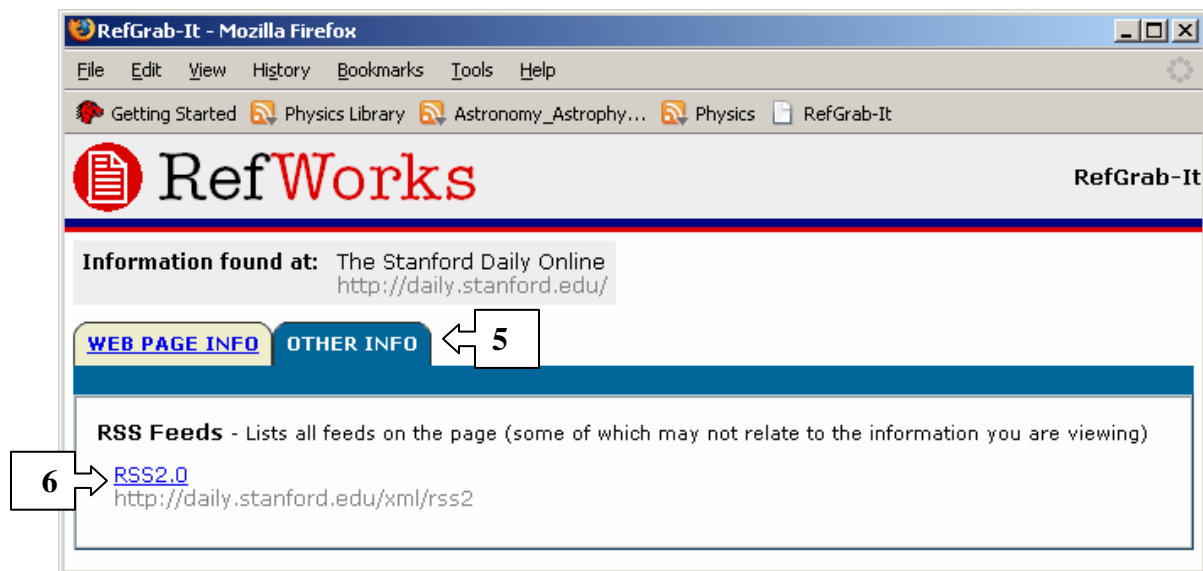 RefGrab-It - Mozilla Firefox
File Edit View History Bookmarks Tools Help
Getting Started Physics Library Astronomy_Astrophy... Physics RefGrab-It
RefWorks RefGrab-It
Information found at: The Stanford Daily Online
http://daily.stanford.edu/
WEB PAGE INFO OTHER INFO 5
RSS Feeds - Lists all feeds on the page (some of which may not relate to the information you are viewing)
6 RSS2.0
http://daily.stanford.edu/xml/rss2